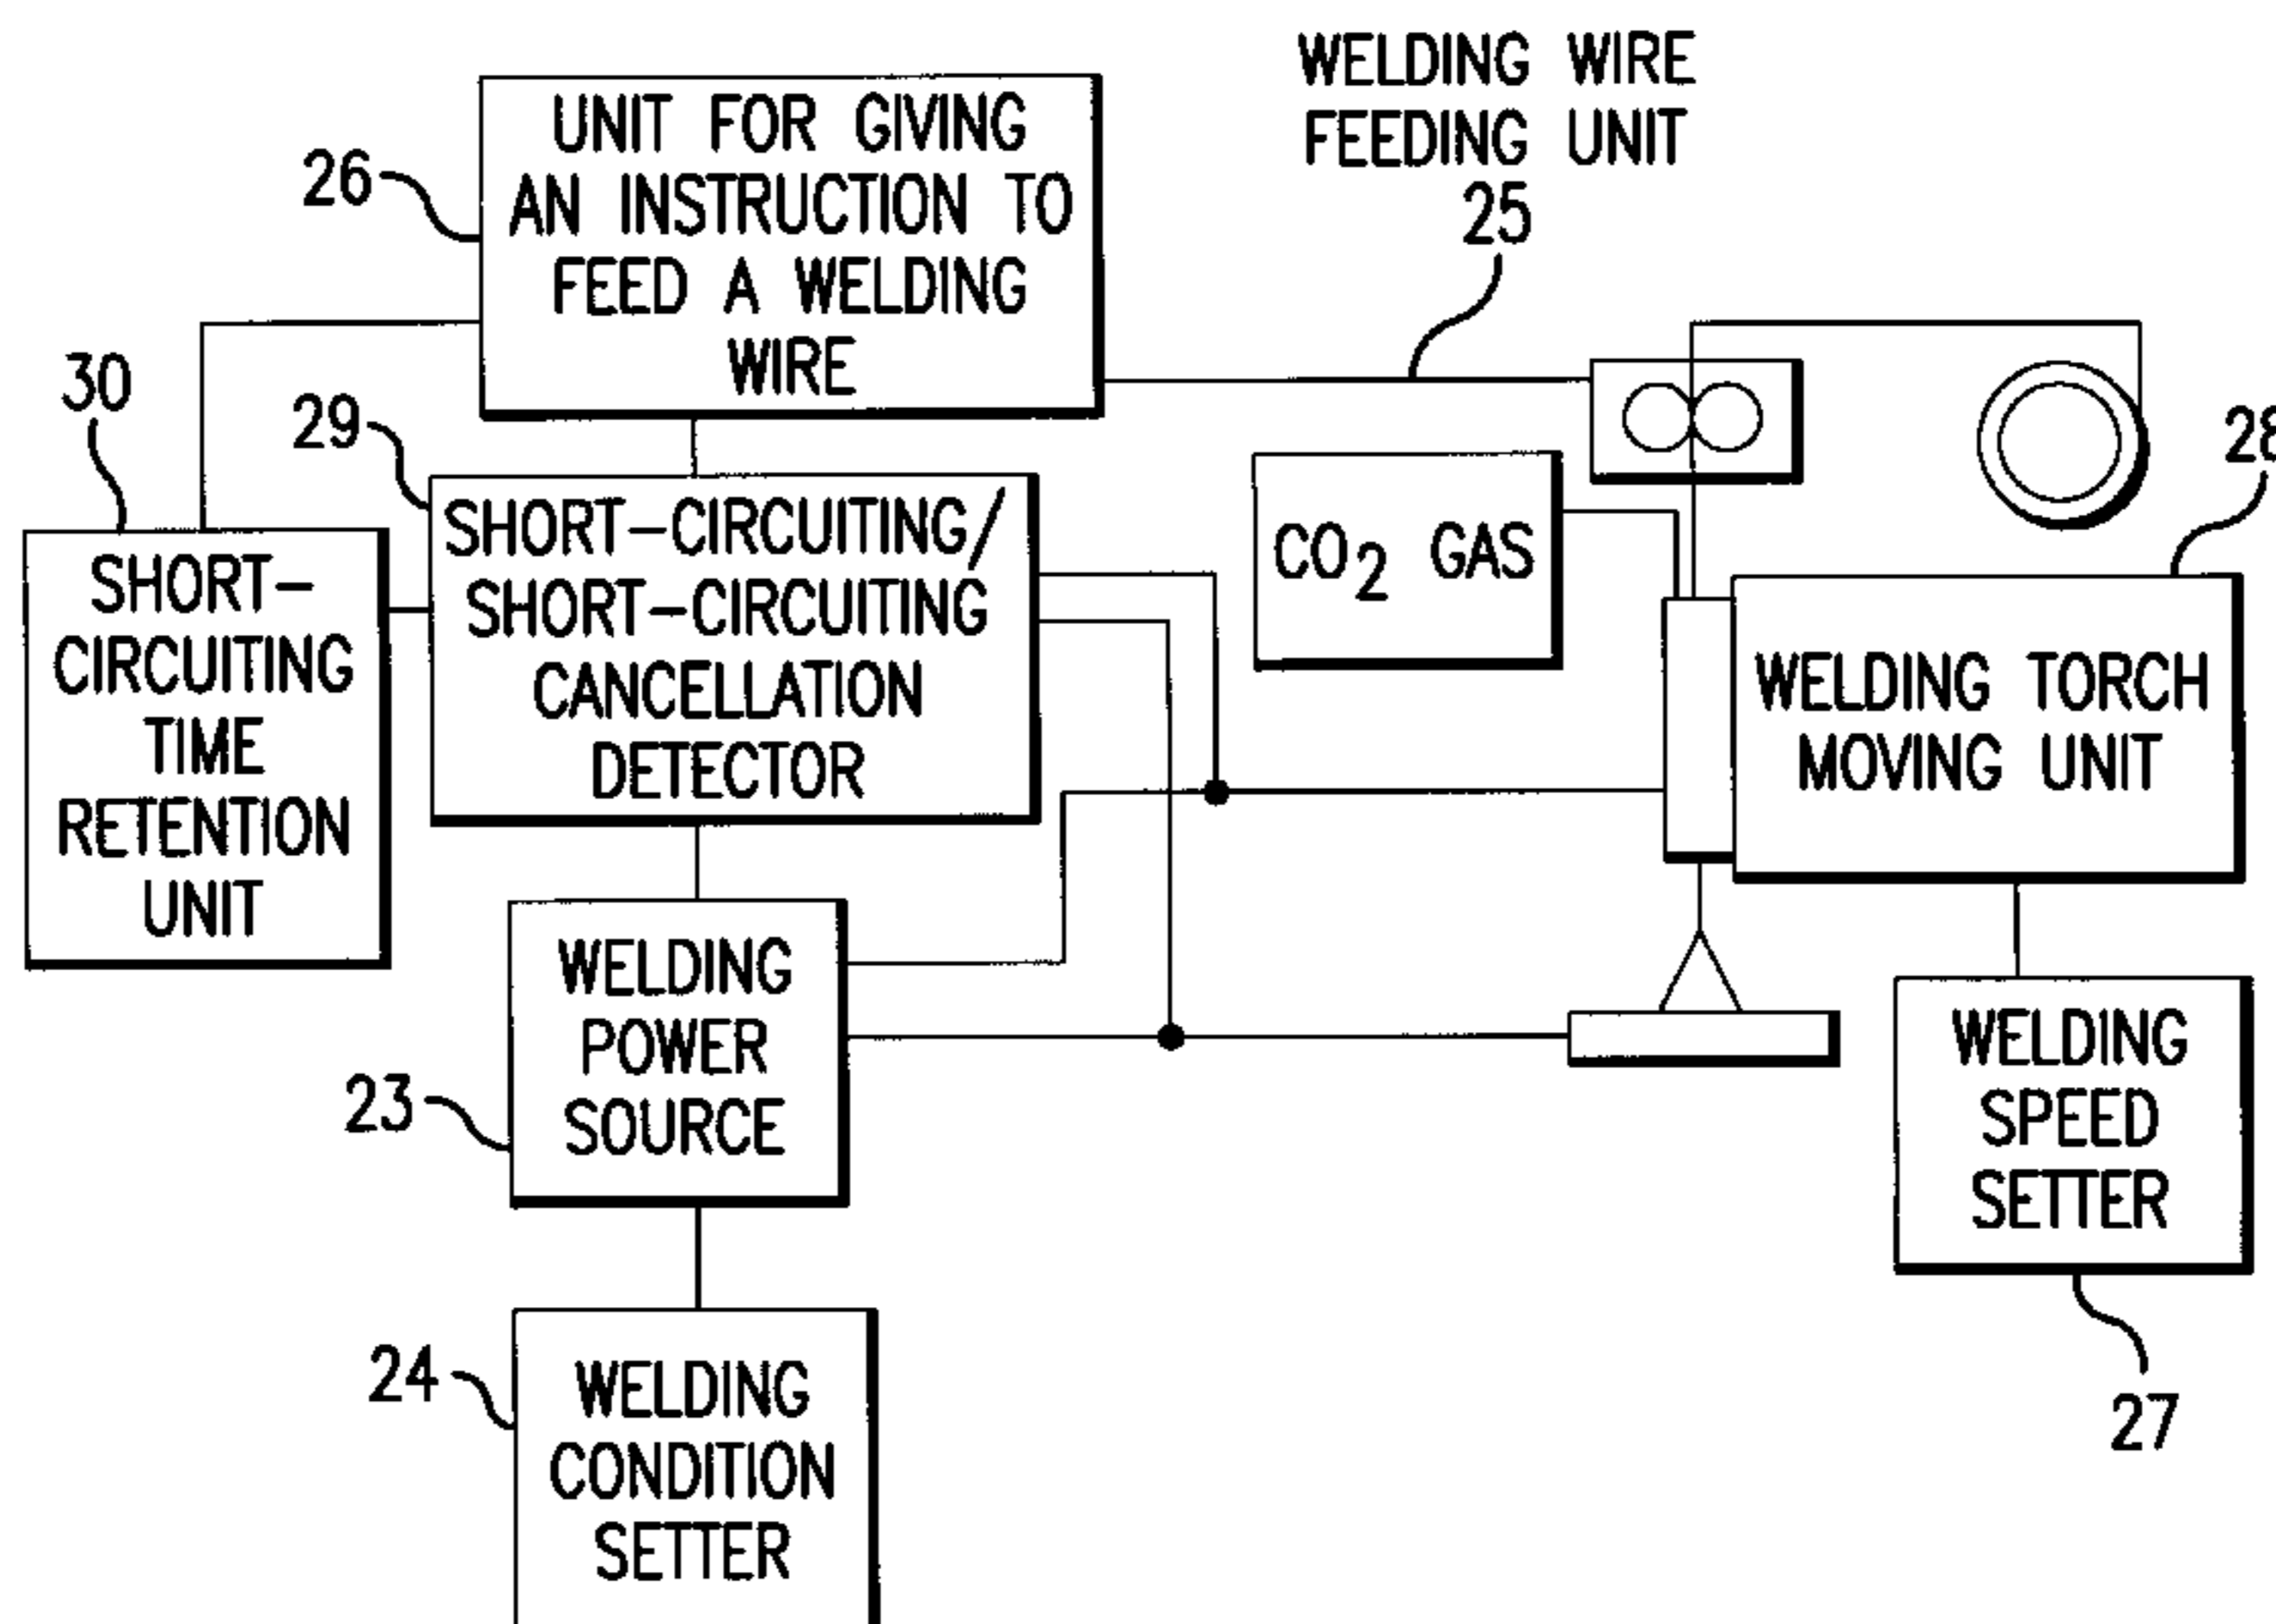 WELDING WIRE
FEEDING UNIT
25
26
UNIT FOR GIVING
AN INSTRUCTION TO
FEED A WELDING
WIRE
30
29
28
SHORT-
CIRCUITING
TIME
RETENTION
UNIT
SHORT-CIRCUITING/
SHORT-CIRCUITING
CANCELLATION
DETECTOR
CO2 GAS
WELDING TORCH
MOVING UNIT
23
WELDING
POWER
SOURCE
WELDING
SPEED
SETTER
27
24
WELDING
CONDITION
SETTER